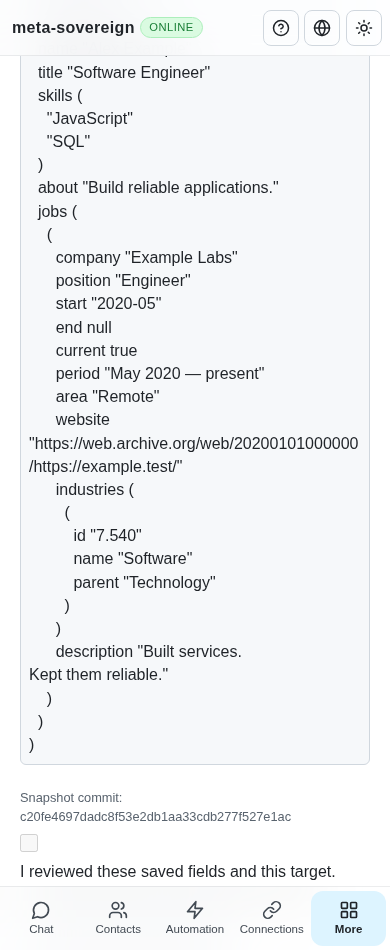 meta-sovereign ONLINE
title "Software Engineer"
skills (
"JavaScript"
"SQL"
)
about "Build reliable applications."
jobs (
(
company "Example Labs"
position "Engineer"
start "2020-05"
end null
current true
period "May 2020 — present"
area "Remote"
website
"https://web.archive.org/web/20200101000000
/https://example.test/"
industries (
(
id "7.540"
name "Software"
parent "Technology"
)
)
description "Built services.
Kept them reliable."
)
)
)
Snapshot commit:
c20fe4697dadc8f53e2db1aa33cdb277f527e1ac
I reviewed these saved fields and this target.
Chat Contacts Automation Connections More